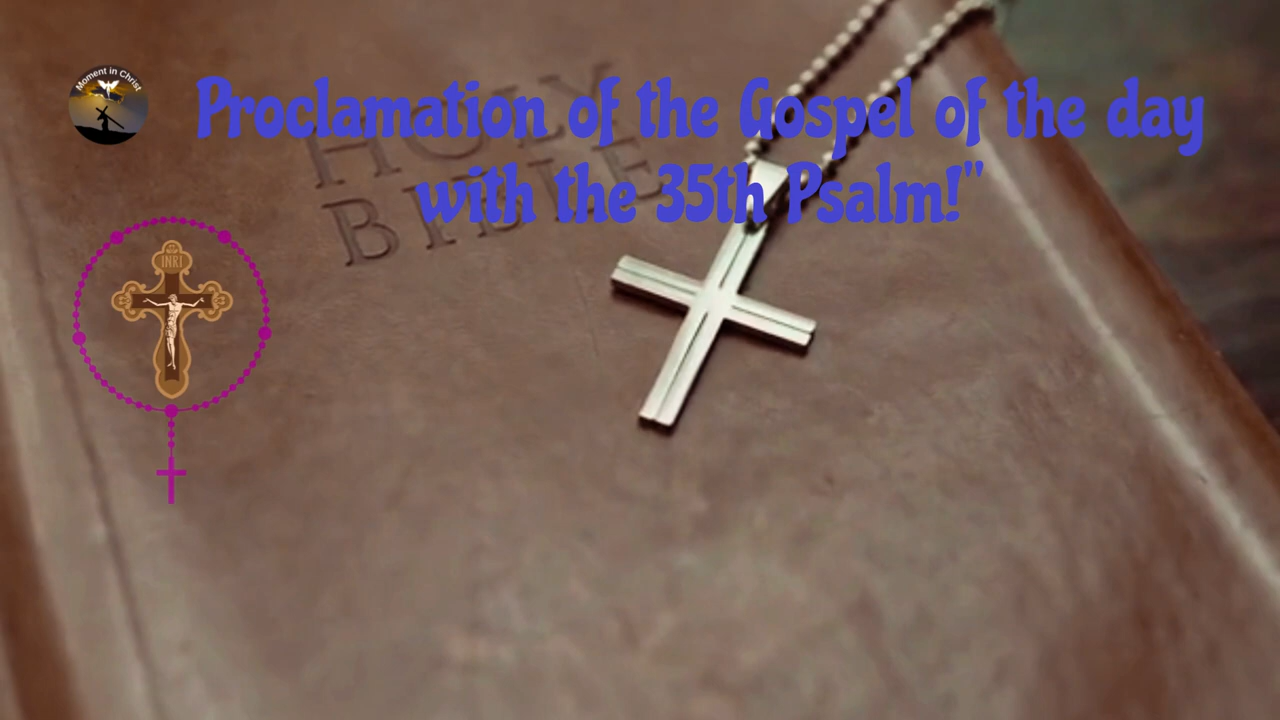 Moment in Christ
Proclamation of the Gospel of the day
with the 35th Psalm!"
HOLY
BIBLE
INRI